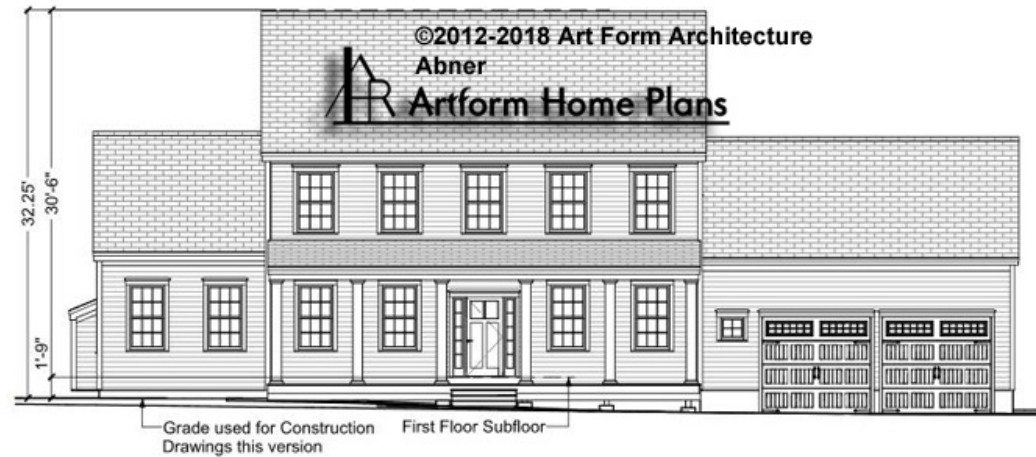 ©2012-2018 Art Form Architecture
Abner
AR Artform Home Plans
32.25'
30'-6"
1'-9"
Grade used for Construction
Drawings this version
First Floor Subfloor